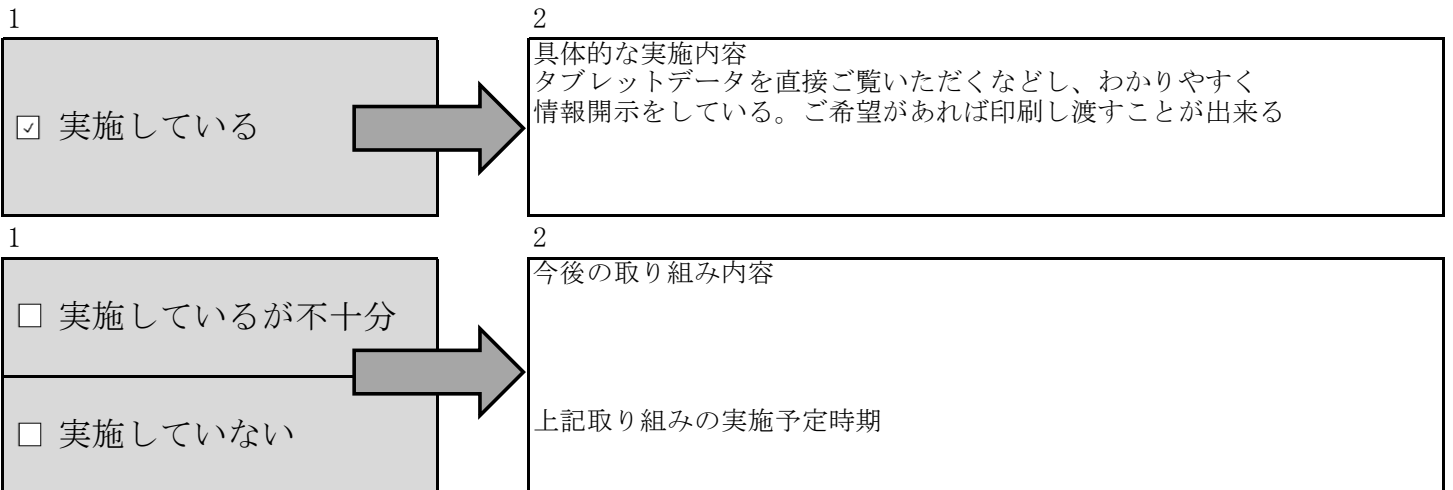 1
2
☑ 実施している
具体的な実施内容
タブレットデータを直接ご覧いただくなどし、わかりやすく
情報開示をしている。ご希望があれば印刷し渡すことが出来る
1
2
□ 実施しているが不十分
□ 実施していない
今後の取り組み内容
上記取り組みの実施予定時期